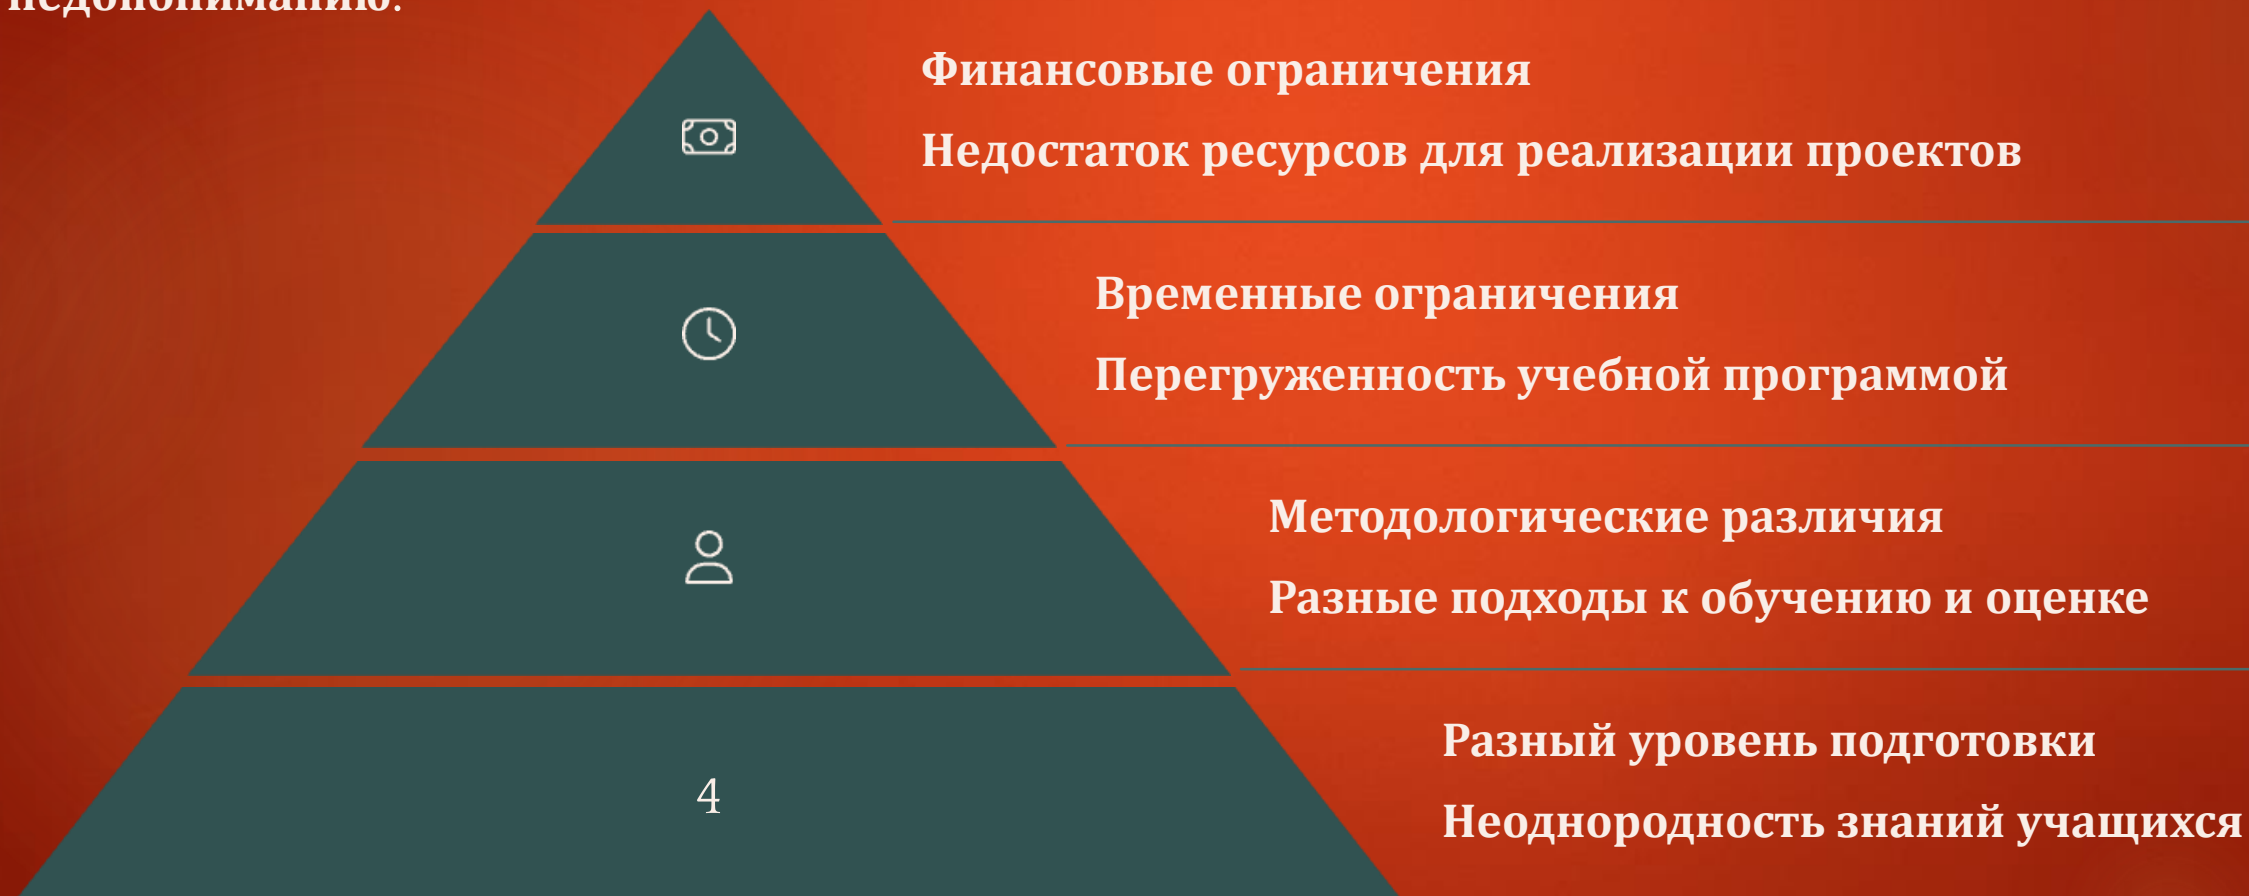 недопониманию.
Финансовые ограничения
Недостаток ресурсов для реализации проектов
Временные ограничения
Перегруженность учебной программой
Методологические различия
Разные подходы к обучению и оценке
4
Разный уровень подготовки
Неоднородность знаний учащихся